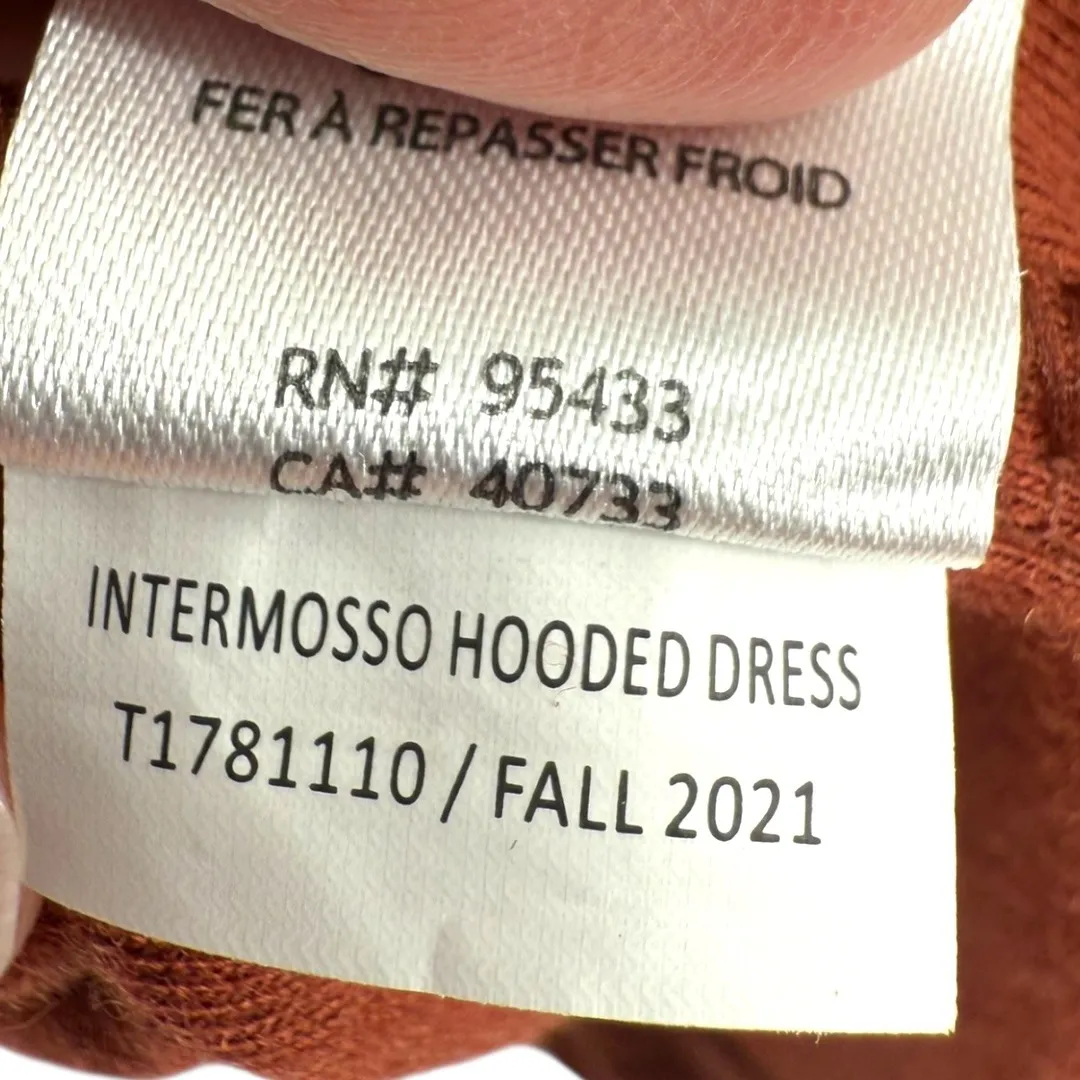 FER À REPASSER FROID
RN# 95433
CA# 40733
INTERMOSSO HOODED DRESS
T1781110 / FALL 2021